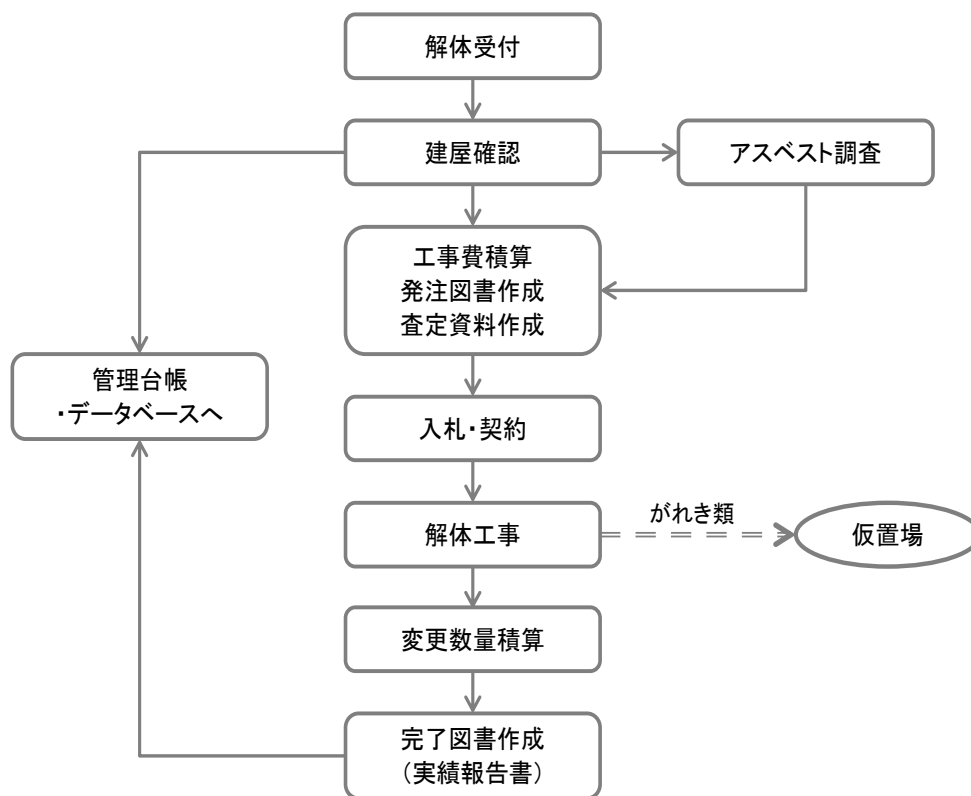 解体受付
建屋確認
アスベスト調査
工事費積算
発注図書作成
査定資料作成
管理台帳
・データベースへ
入札・契約
解体工事
がれき類
仮置場
変更数量積算
完了図書作成
（実績報告書）